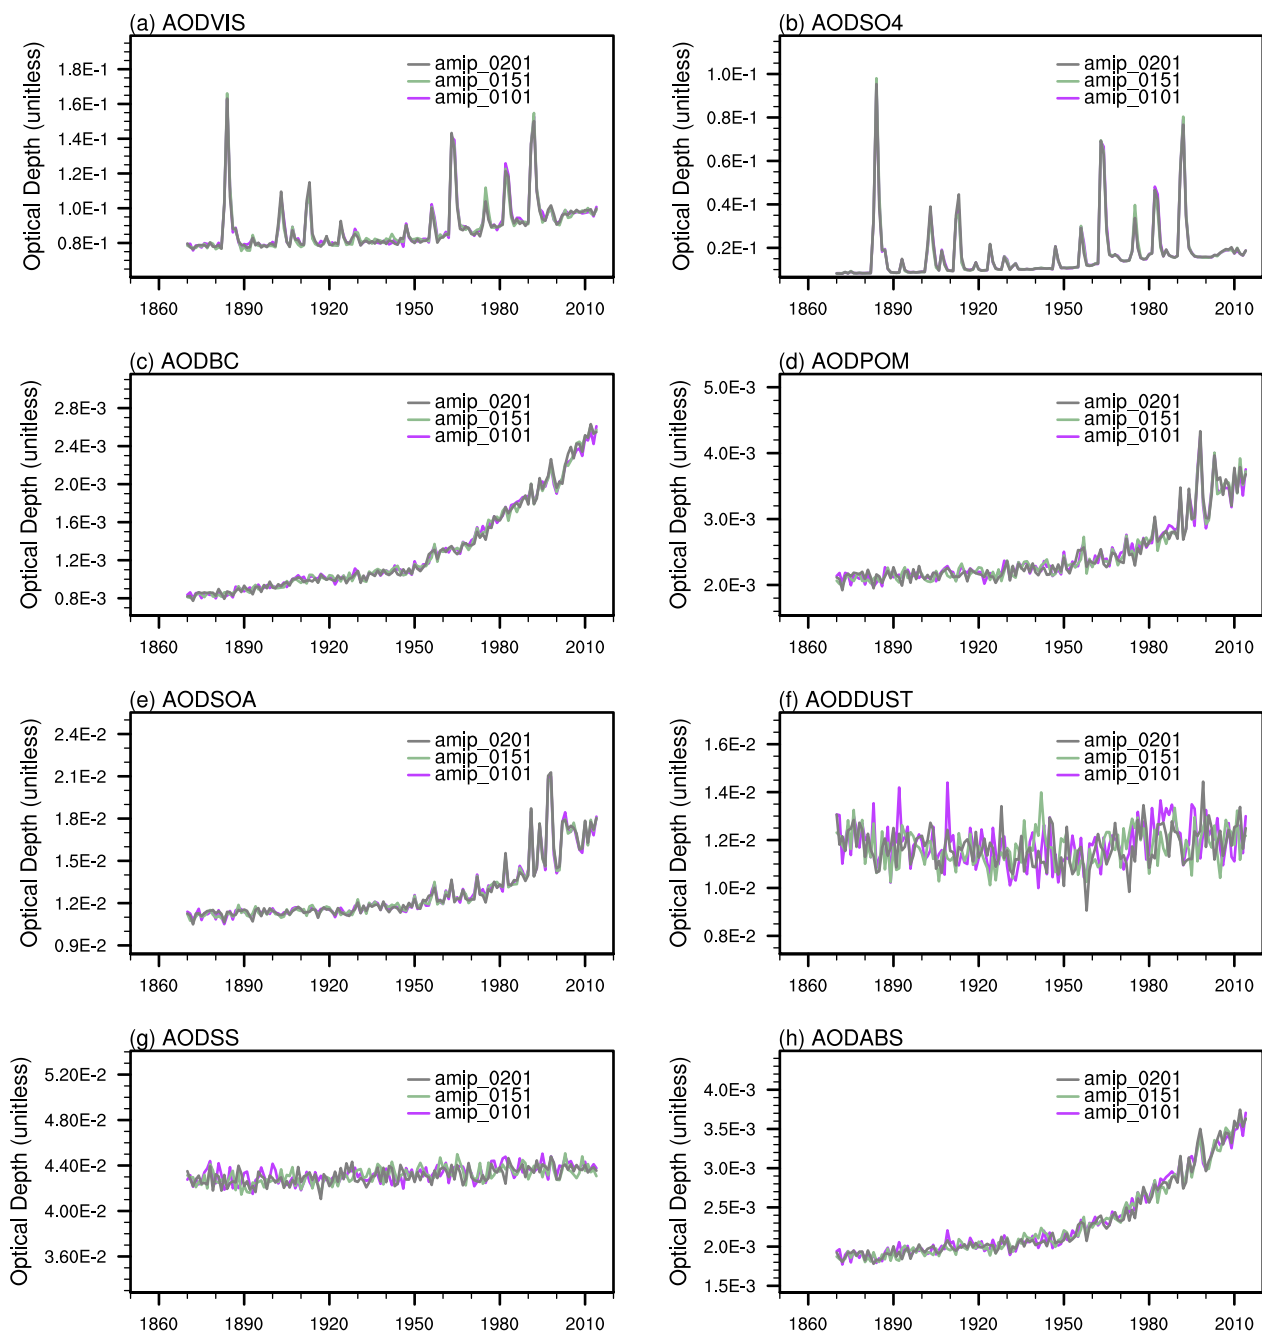 (a) AODVIS
Optical Depth (unitless)
1.8E-1
1.6E-1
1.4E-1
1.2E-1
1.0E-1
0.8E-1
amip_0201
amip_0151
amip_0101
1860 1890 1920 1950 1980 2010
(b) AODSO4
Optical Depth (unitless)
1.0E-1
0.8E-1
0.6E-1
0.4E-1
0.2E-1
amip_0201
amip_0151
amip_0101
1860 1890 1920 1950 1980 2010
(c) AODBC
Optical Depth (unitless)
2.8E-3
2.4E-3
2.0E-3
1.6E-3
1.2E-3
0.8E-3
amip_0201
amip_0151
amip_0101
1860 1890 1920 1950 1980 2010
(d) AODPOM
Optical Depth (unitless)
5.0E-3
4.0E-3
3.0E-3
2.0E-3
amip_0201
amip_0151
amip_0101
1860 1890 1920 1950 1980 2010
(e) AODSOA
Optical Depth (unitless)
2.4E-2
2.1E-2
1.8E-2
1.5E-2
1.2E-2
0.9E-2
amip_0201
amip_0151
amip_0101
1860 1890 1920 1950 1980 2010
(f) AODDUST
Optical Depth (unitless)
1.6E-2
1.4E-2
1.2E-2
1.0E-2
0.8E-2
amip_0201
amip_0151
amip_0101
1860 1890 1920 1950 1980 2010
(g) AODSS
Optical Depth (unitless)
5.20E-2
4.80E-2
4.40E-2
4.00E-2
3.60E-2
amip_0201
amip_0151
amip_0101
1860 1890 1920 1950 1980 2010
(h) AODABS
Optical Depth (unitless)
4.0E-3
3.5E-3
3.0E-3
2.5E-3
2.0E-3
1.5E-3
amip_0201
amip_0151
amip_0101
1860 1890 1920 1950 1980 2010